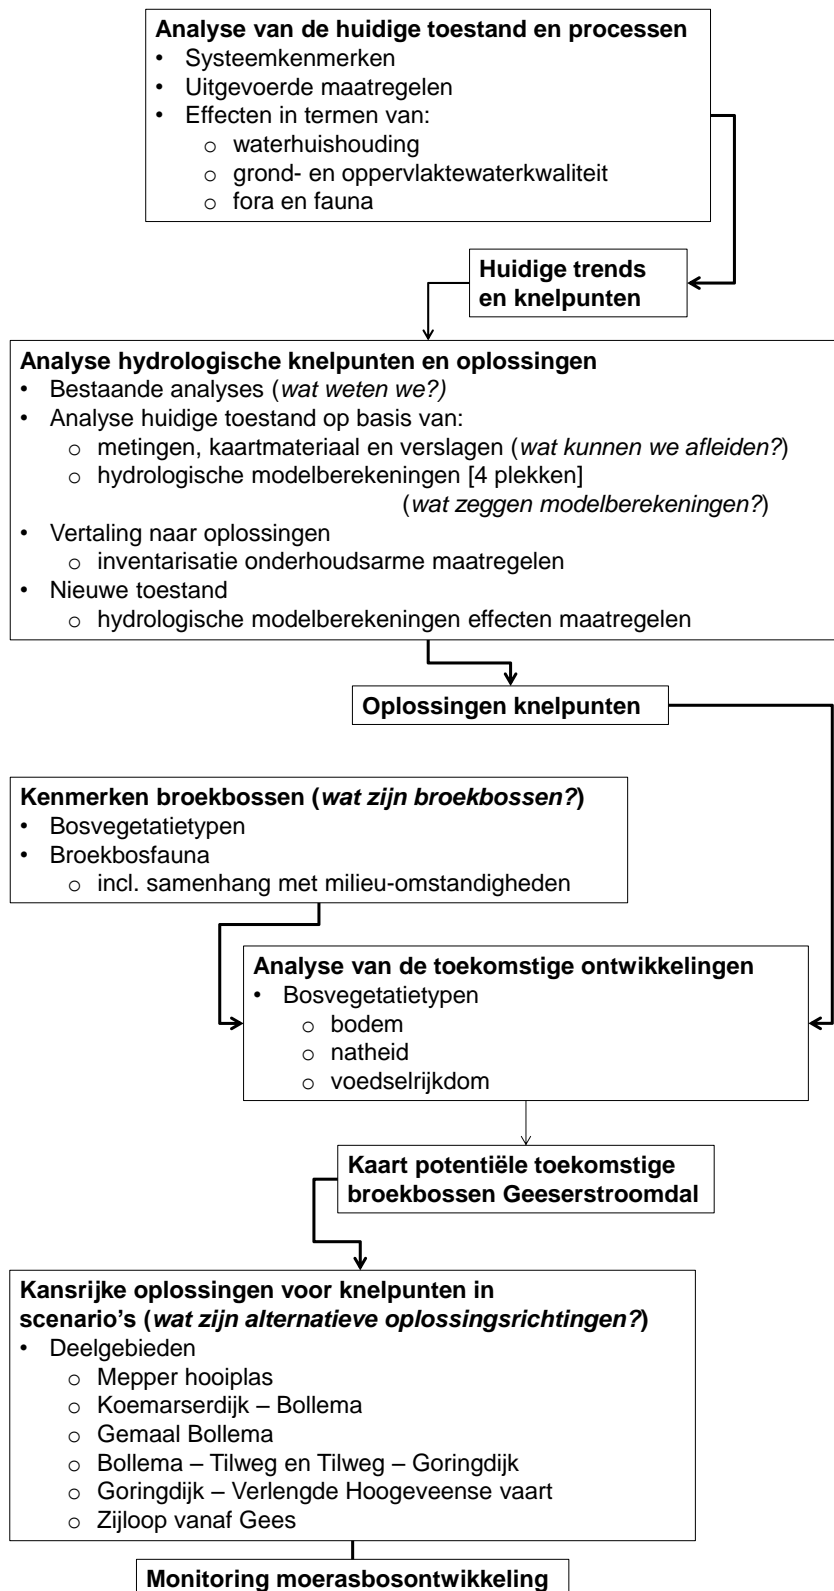 Analyse van de huidige toestand en processen
• Systeemkenmerken
• Uitgevoerde maatregelen
• Effecten in termen van:
o waterhuishouding
o grond- en oppervlaktewaterkwaliteit
o fora en fauna
Huidige trends
en knelpunten
Analyse hydrologische knelpunten en oplossingen
• Bestaande analyses (wat weten we?)
• Analyse huidige toestand op basis van:
o metingen, kaartmateriaal en verslagen (wat kunnen we afleiden?)
o hydrologische modelberekeningen [4 plekken]
(wat zeggen modelberekeningen?)
• Vertaling naar oplossingen
o inventarisatie onderhoudsarme maatregelen
• Nieuwe toestand
o hydrologische modelberekeningen effecten maatregelen
Oplossingen knelpunten
Kenmerken broekbossen (wat zijn broekbossen?)
• Bosvegetatietypen
• Broekbosfauna
o incl. samenhang met milieu-omstandigheden
Analyse van de toekomstige ontwikkelingen
• Bosvegetatietypen
o bodem
o natheid
o voedselrijkdom
Kaart potentiële toekomstige
broekbossen Geeserstroomdal
Kansrijke oplossingen voor knelpunten in
scenario's (wat zijn alternatieve oplossingsrichtingen?)
• Deelgebieden
o Mepper hooiplas
o Koemarserdijk – Bollema
o Gemaal Bollema
o Bollema – Tilweg en Tilweg – Goringdijk
o Goringdijk – Verlengde Hoogeveense vaart
o Zijloop vanaf Gees
Monitoring moerasbosontwikkeling